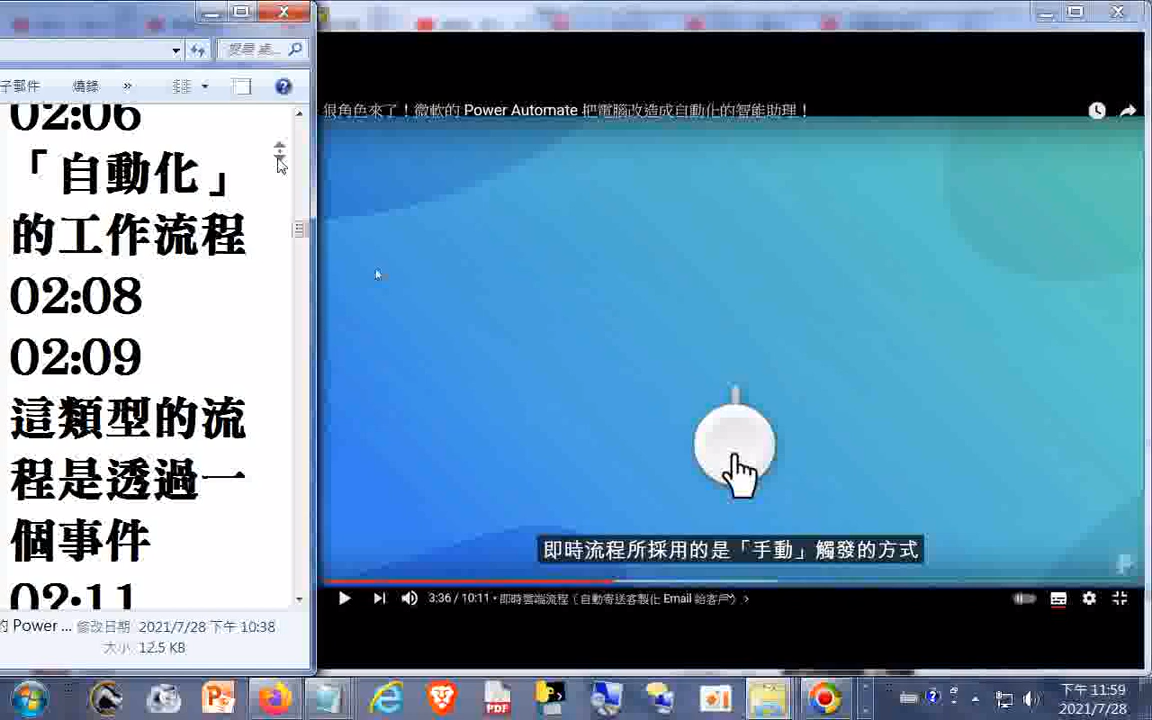 子郵件
燒錄
»
02:06
「自動化」
的工作流程
02:08
02:09
這類型的流
程是透過一
個事件
02:11
的 Power ... 修改日期: 2021/7/28 下午 10:38
大小: 12.5 KB
狠角色來了！微軟的 Power Automate 把電腦改造成自動化的智能助理！
即時流程所採用的是「手動」觸發的方式
3:36 / 10:11 • 即時雲端流程（自動寄送客製化 Email 給客戶）
PDF
下午 11:59
2021/7/28